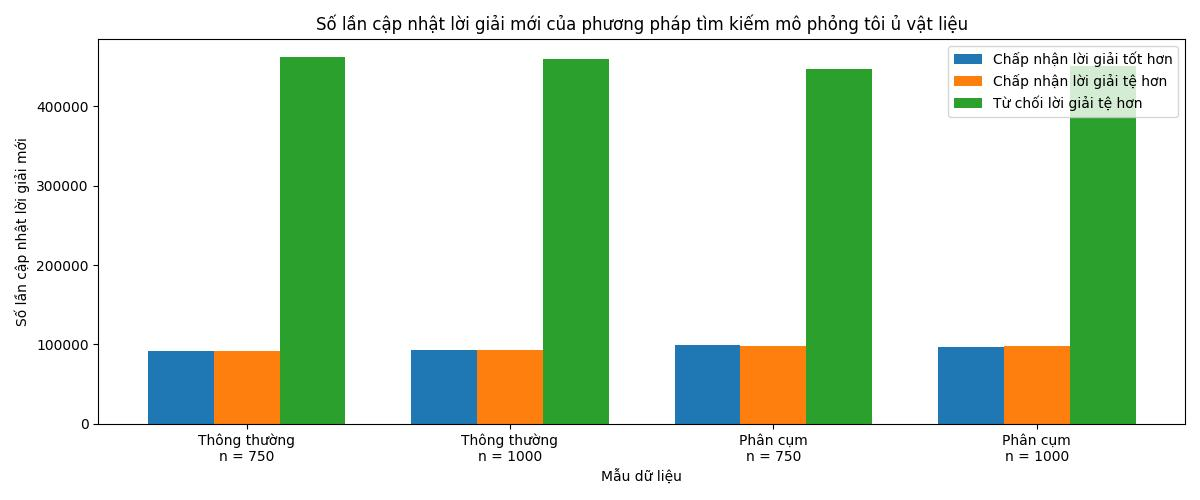 Số lần cập nhật lời giải mới của phương pháp tìm kiếm mô phỏng tôi ủ vật liệu
Chấp nhận lời giải tốt hơn
Chấp nhận lời giải tệ hơn
Từ chối lời giải tệ hơn
Số lần cập nhật lời giải mới
400000
300000
200000
100000
0
Thông thường
n = 750
Thông thường
n = 1000
Phân cụm
n = 750
Phân cụm
n = 1000
Mẫu dữ liệu